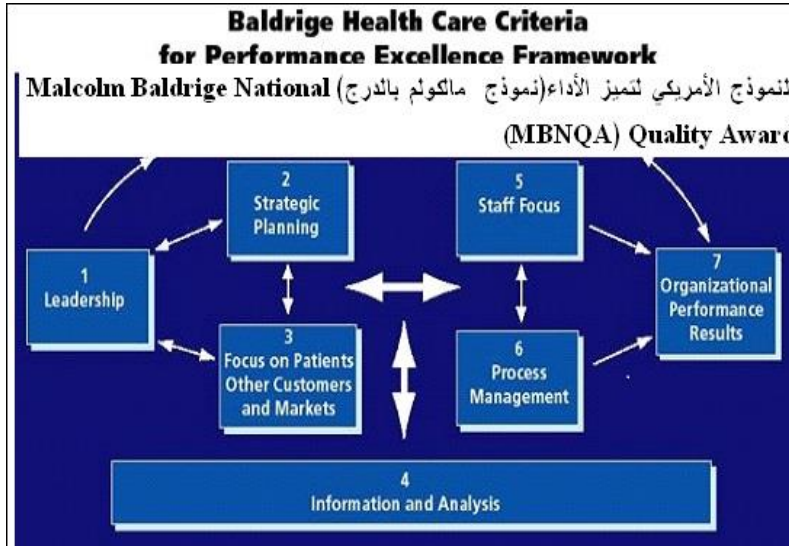 Baldrige Health Care Criteria
for Performance Excellence Framework
لنموذج الأمريكي لتميز الأداء(نموذج مالكولم بالدرج) Malcolm Baldrige National
(MBNQA) Quality Award
2
Strategic
Planning
5
Staff Focus
1
Leadership
7
Organizational
Performance
Results
3
Focus on Patients
Other Customers
and Markets
6
Process
Management
4
Information and Analysis